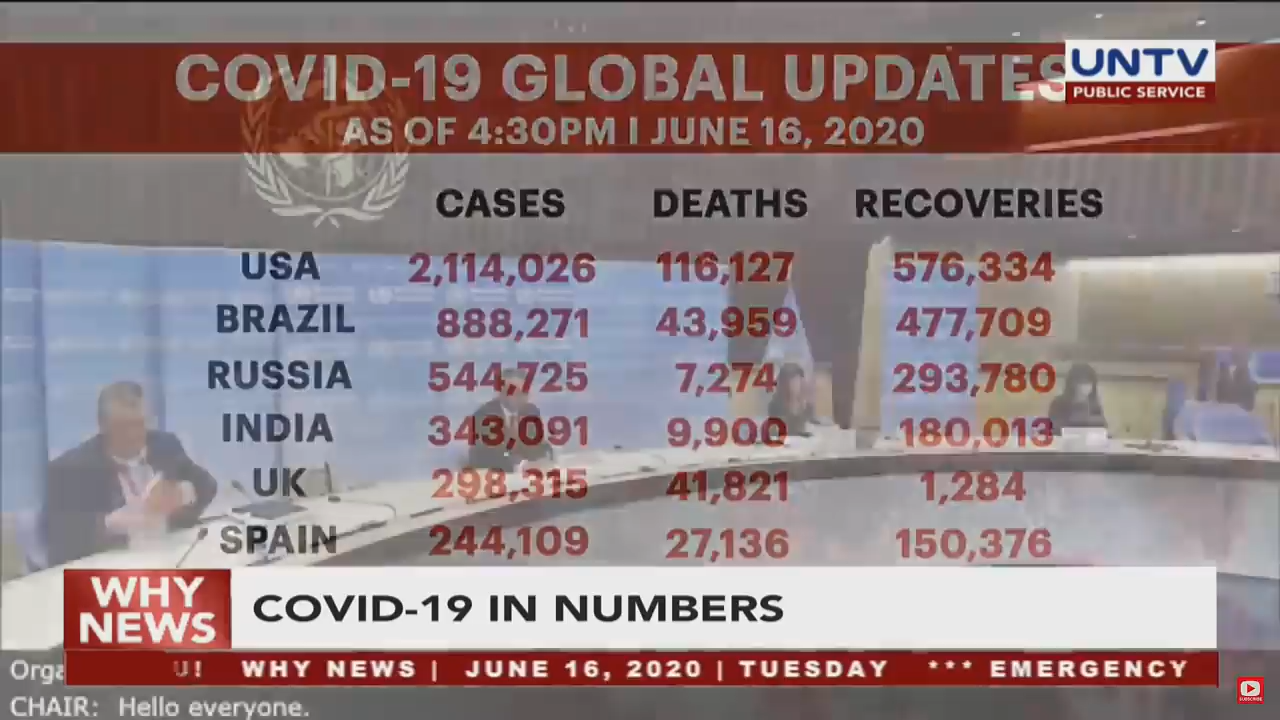 COVID-19 GLOBAL UPDATES
UNTV
PUBLIC SERVICE
AS OF 4:30PM | JUNE 16, 2020
CASES DEATHS RECOVERIES
USA 2,114,026 116,127 576,334
BRAZIL 888,271 43,959 477,709
RUSSIA 544,725 7,274 293,780
INDIA 343,091 9,900 180,013
UK 298,315 41,821 1,284
SPAIN 244,109 27,136 150,376
WHY
NEWS
COVID-19 IN NUMBERS
U! WHY NEWS | JUNE 16, 2020 | TUESDAY *** EMERGENCY
Orga
CHAIR: Hello everyone.
SUBSCRIBE